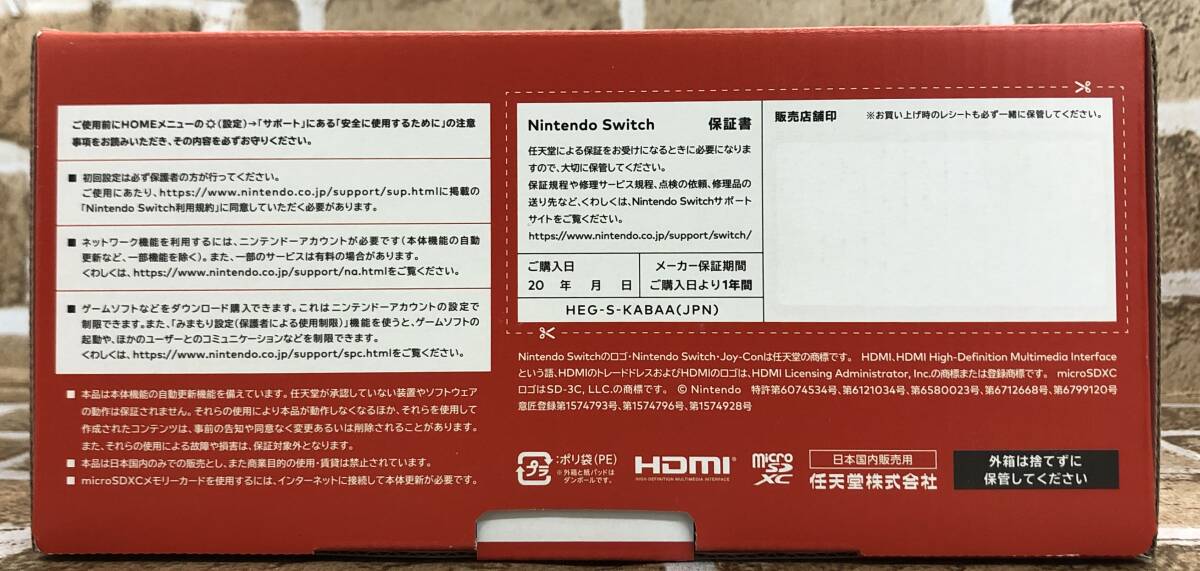 ご使用前にHOMEメニューの(設定)→「サポート」にある「安全に使用するために」の注意
事項をお読みいただき、その内容を必ずお守りください。
■ 初回設定は必ず保護者の方が行ってください。
ご使用にあたり、https://www.nintendo.co.jp/support/sup.htmlに掲載の
「Nintendo Switch利用規約」に同意していただく必要があります。
■ ネットワーク機能を利用するには、ニンテンドーアカウントが必要です(本体機能の自動
更新など、一部機能を除く)。また、一部のサービスは有料の場合があります。
くわしくは、https://www.nintendo.co.jp/support/na.htmlをご覧ください。
■ ゲームソフトなどをダウンロード購入できます。これはニンテンドーアカウントの設定で
制限できます。また、「みまもり設定(保護者による使用制限)」機能を使うと、ゲームソフトの
起動や、ほかのユーザーとのコミュニケーションなどを制限できます。
くわしくは、https://www.nintendo.co.jp/support/spc.htmlをご覧ください。
■ 本品は本体機能の自動更新機能を備えています。任天堂が承認していない装置やソフトウェア
の動作は保証されません。それらの使用により本品が動作しなくなるほか、それらを使用して
作成されたコンテンツは、事前の告知や同意なく変更あるいは削除されることがあります。
また、それらの使用による故障や損害は、保証対象外となります。
■ 本品は日本国内のみでの販売とし、また商業目的の使用・賃貸は禁止されています。
■ microSDXCメモリーカードを使用するには、インターネットに接続して本体更新が必要です。
Nintendo Switch 保証書
任天堂による保証をお受けになるときに必要になりま
すので、大切に保管してください。
保証規程や修理サービス規程、点検の依頼、修理品の
送り先など、くわしくは、Nintendo Switchサポート
サイトをご覧ください。
https://www.nintendo.co.jp/support/switch/
ご購入日
20 年 月 日
メーカー保証期間
ご購入日より1年間
HEG-S-KABAA(JPN)
販売店舗印 ※お買い上げ時のレシートも必ず一緒に保管してください。
Nintendo Switchのロゴ・Nintendo Switch・Joy-Conは任天堂の商標です。 HDMI、HDMI High-Definition Multimedia Interface
という語、HDMIのトレードドレスおよびHDMIのロゴは、HDMI Licensing Administrator, Inc.の商標または登録商標です。 microSDXC
ロゴはSD-3C, LLC.の商標です。 © Nintendo 特許第6074534号、第6121034号、第6580023号、第6712668号、第6799120号
意匠登録第1574793号、第1574796号、第1574928号
プラ
:ポリ袋(PE)
※外箱と紙パッドは
ダンボールです。
HDMI
HIGH-DEFINITION MULTIMEDIA INTERFACE
micro
SD
XC
日本国内販売用
任天堂株式会社
外箱は捨てずに
保管してください